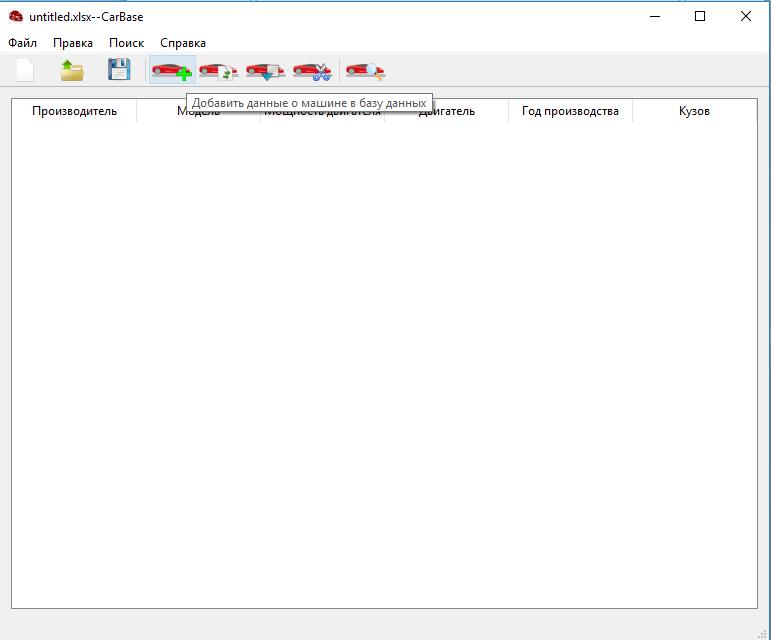 untitled.xlsx--CarBase
Файл Правка Поиск Справка
Добавить данные о машине в базу данных
Производитель Модель Мощность двигателя Двигатель Год производства Кузов